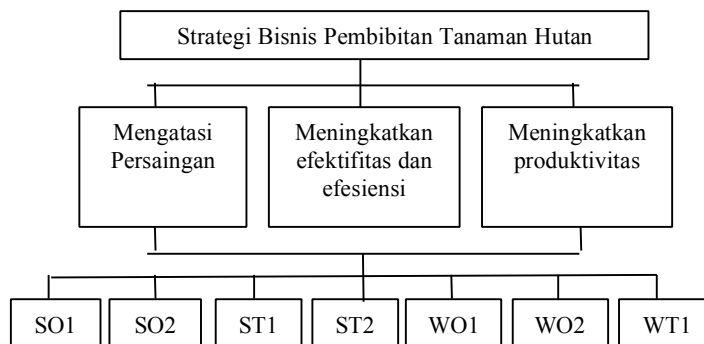 Strategi Bisnis Pembibitan Tanaman Hutan
Mengatasi
Persaingan
Meningkatkan
efektifitas dan
efesiensi
Meningkatkan
produktivitas
SO1 SO2 ST1 ST2 WO1 WO2 WT1